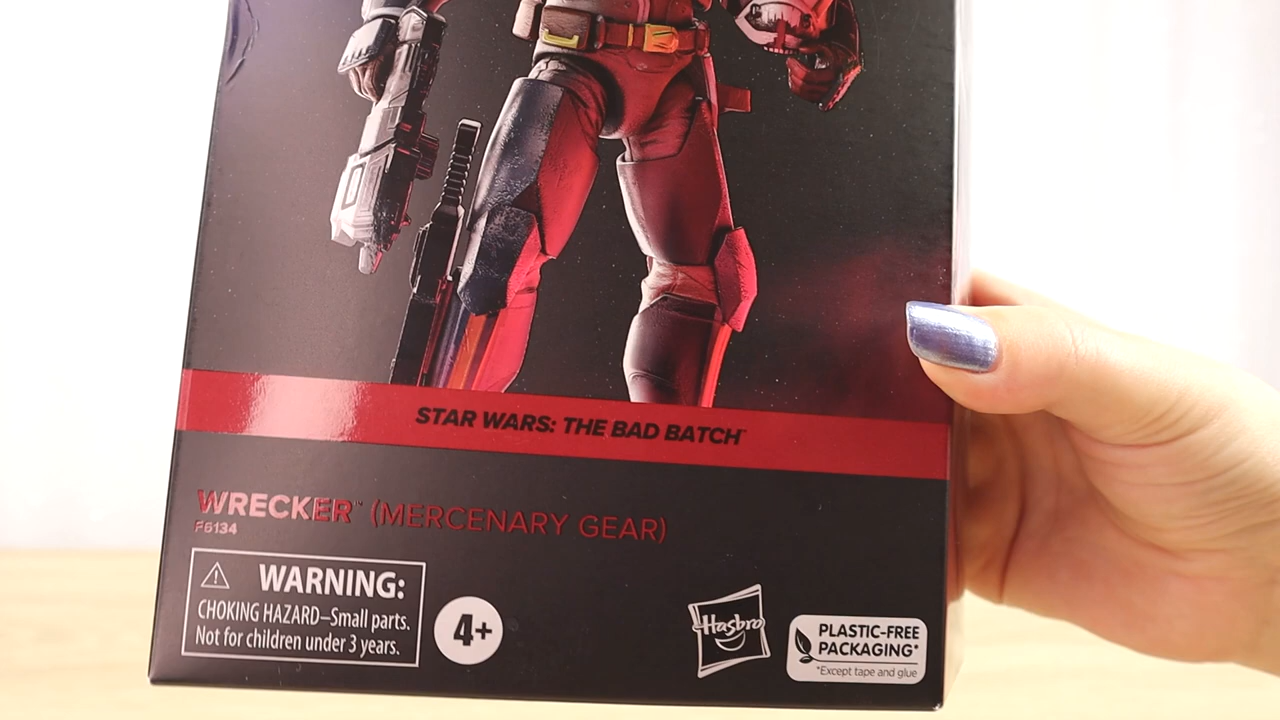 STAR WARS: THE BAD BATCH™
WRECKER™ (MERCENARY GEAR)
F6134
WARNING:
CHOKING HAZARD–Small parts.
Not for children under 3 years.
4+
Hasbro
PLASTIC-FREE
PACKAGING*
*Except tape and glue